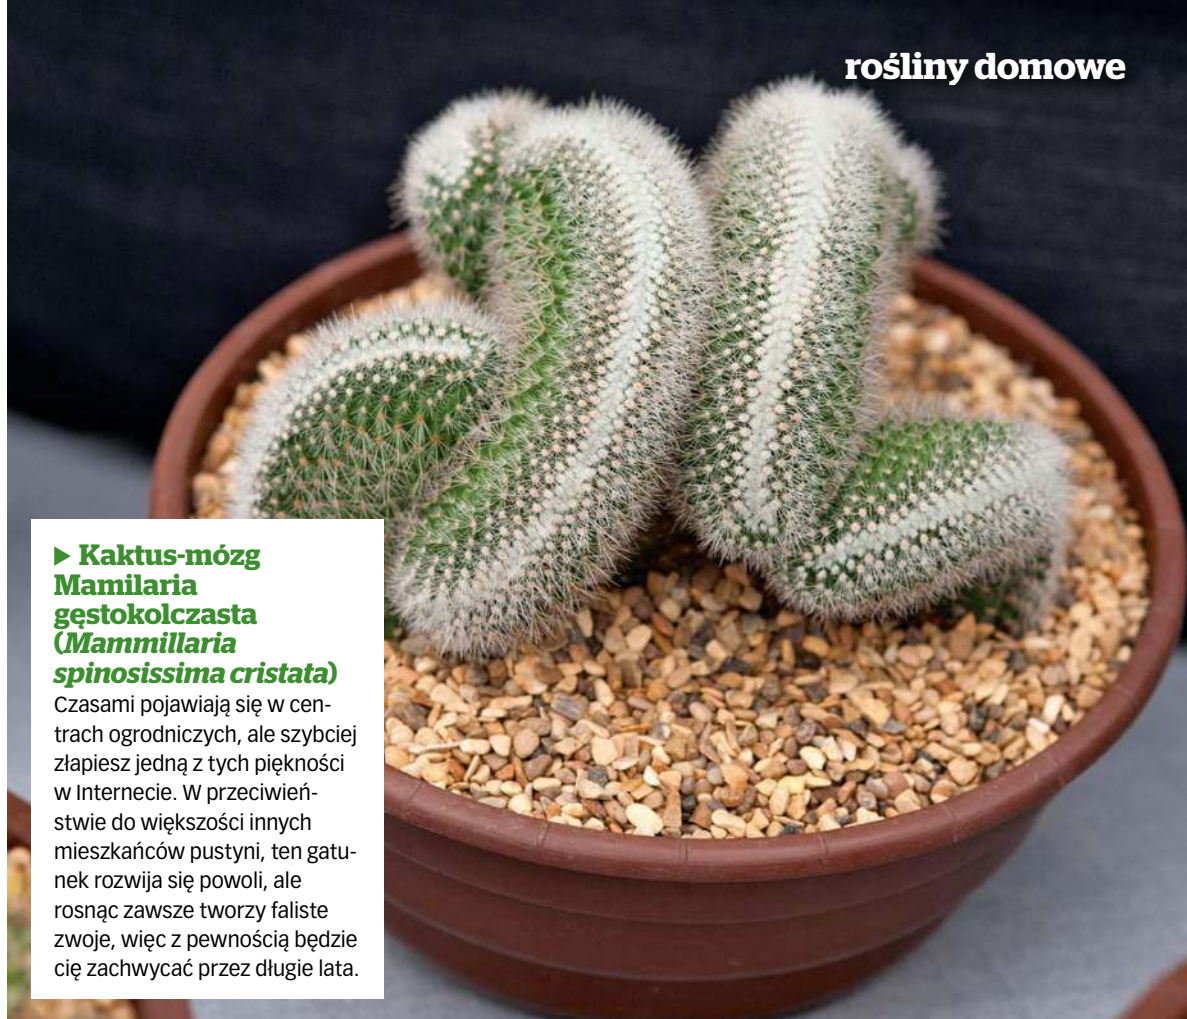 rośliny domowe
▶ Kaktus-mózg
Mamilaria
gęstokolczasta
(Mammillaria
spinosissima cristata)
Czasami pojawiają się w cen-
trach ogrodniczych, ale szybciej
złapiesz jedną z tych piękności
w Internecie. W przeciwień-
stwie do większości innych
mieszkańców pustyni, ten gatu-
nek rozwija się powoli, ale
rosnąc zawsze tworzy faliste
zwoje, więc z pewnością będzie
cię zachwycać przez długie lata.